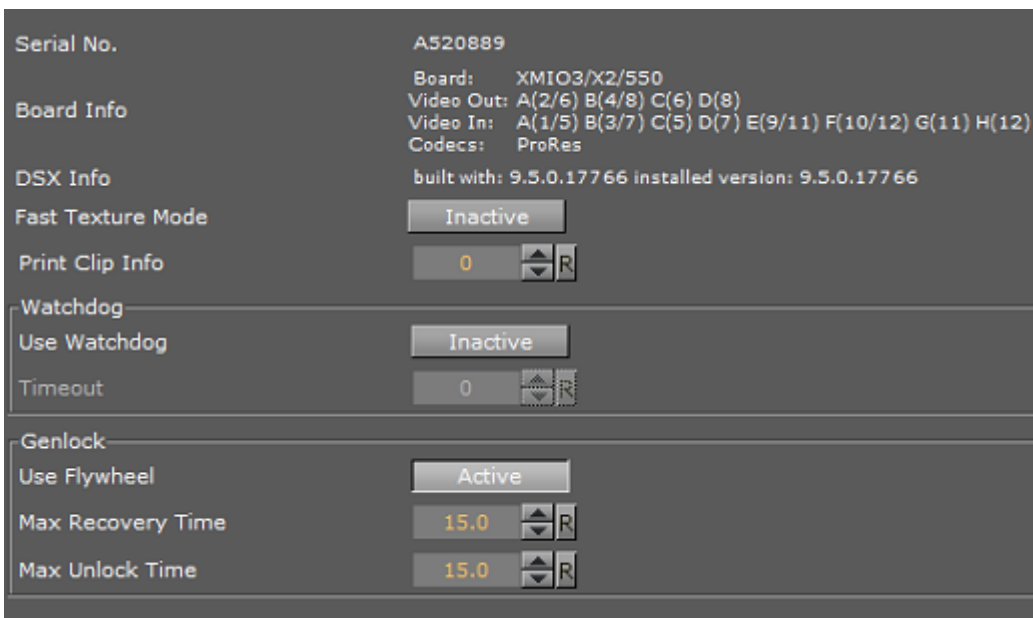 Serial No. A520889
Board Info
Board: XMIO3/X2/550
Video Out: A(2/6) B(4/8) C(6) D(8)
Video In: A(1/5) B(3/7) C(5) D(7) E(9/11) F(10/12) G(11) H(12)
Codecs: ProRes
DSX Info built with: 9.5.0.17766 installed version: 9.5.0.17766
Fast Texture Mode Inactive
Print Clip Info 0 R
Watchdog
Use Watchdog Inactive
Timeout 0 R
Genlock
Use Flywheel Active
Max Recovery Time 15.0 R
Max Unlock Time 15.0 R